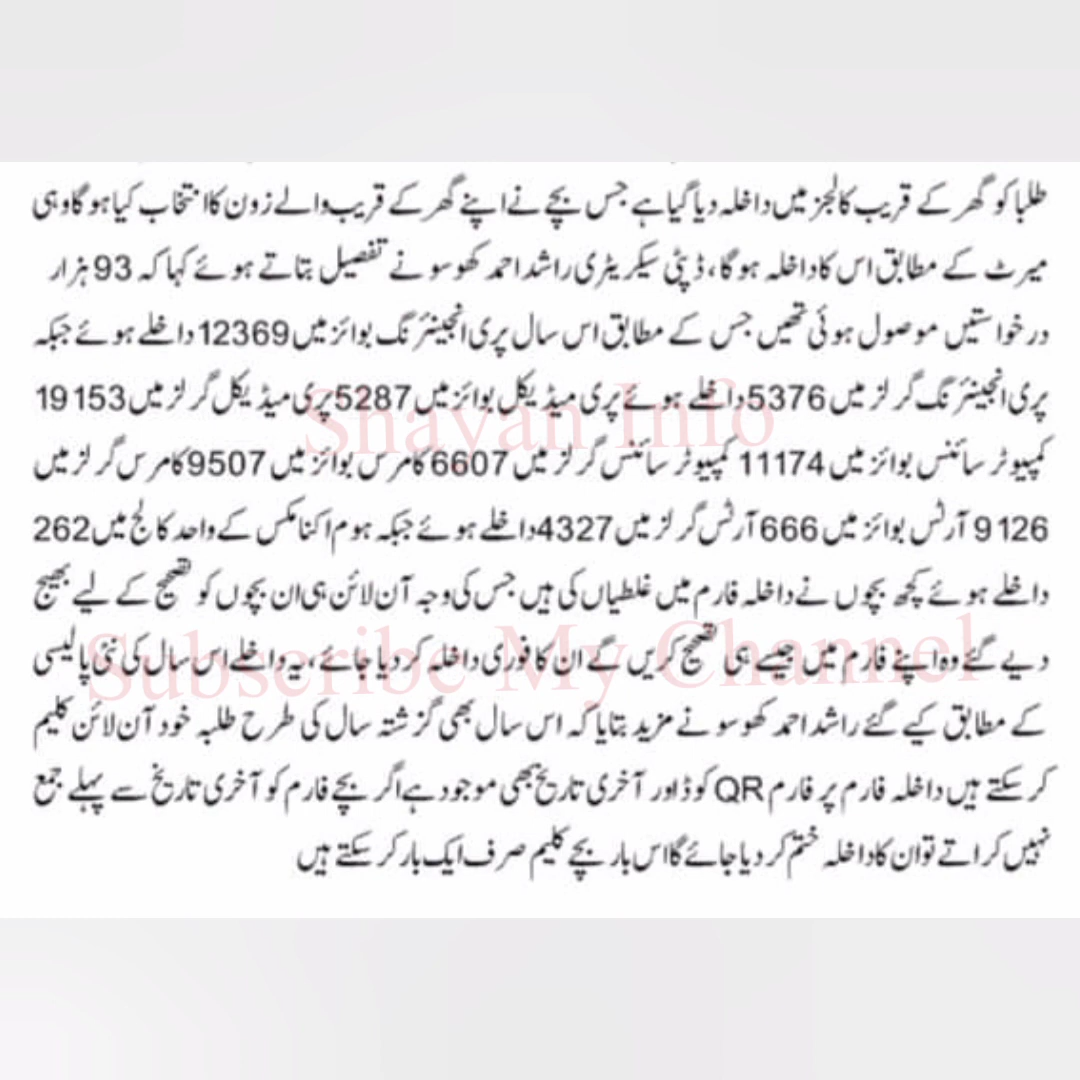 طلبا کو گھر کے قریب کالجز میں داخلہ دیا گیا ہے جس بچے نے اپنے گھر کے قریب والے زون کا انتخاب کیا ہو گا وہی
میرٹ کے مطابق اس کا داخلہ ہو گا، ڈپٹی سیکریٹری راشد احمد کھوسو نے تفصیل بتاتے ہوئے کہا کہ 93 ہزار
درخواستیں موصول ہوئی تھیں جس کے مطابق اس سال پری انجینئرنگ بوائز میں 12369 داخلے ہوئے جبکہ
پری انجینئرنگ گرلز میں 5376 داخلے ہوئے پری میڈیکل بوائز میں 5287 پری میڈیکل گرلز میں 19153
کمپیوٹر سائنس بوائز میں 11174 کمپیوٹر سائنس گرلز میں 6607 کامرس بوائز میں 9507 کامرس گرلز میں
9126 آرٹس بوائز میں 666 آرٹس گرلز میں 4327 داخلے ہوئے جبکہ ہوم اکنامکس کے واحد کالج میں 262
داخلے ہوئے کچھ بچوں نے داخلہ فارم میں غلطیاں کی ہیں جس کی وجہ آن لائن ہی ان بچوں کو تصحیح کے لیے بھیج
دیے گئے وہ اپنے فارم میں جیسے ہی تصحیح کریں گے ان کا فوری داخلہ کر دیا جائے، یہ داخلے اس سال کی نئی پالیسی
کے مطابق کیے گئے راشد احمد کھوسو نے مزید بتایا کہ اس سال بھی گزشتہ سال کی طرح طلبہ خود آن لائن کلیم
کر سکتے ہیں داخلہ فارم پر فارم QR کوڈ اور آخری تاریخ بھی موجود ہے اگر بچے فارم کو آخری تاریخ سے پہلے جمع
نہیں کراتے تو ان کا داخلہ ختم کر دیا جائے گا اس بار بچے کلیم صرف ایک بار کر سکتے ہیں
Shayan Info
Subscribe My Channel